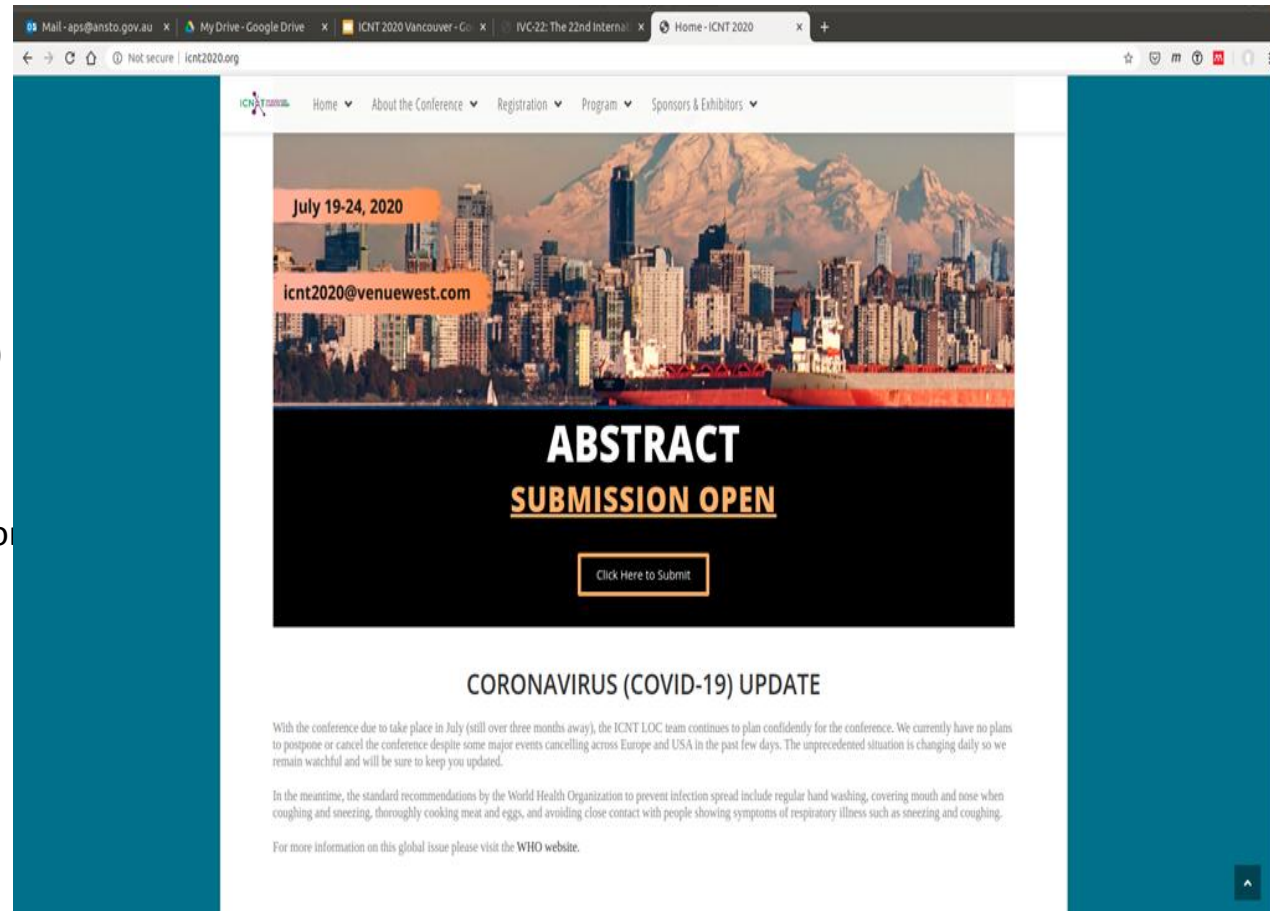 Mail - aps@ansto.gov.au x My Drive - Google Drive x ICNT 2020 Vancouver - Go x IVC-22: The 22nd Internat x Home - ICNT 2020 x +
Not secure | icnt2020.org
Home About the Conference Registration Program Sponsors & Exhibitors
July 19-24, 2020
icnt2020@venuewest.com
)
or
ABSTRACT
SUBMISSION OPEN
Click Here to Submit
CORONAVIRUS (COVID-19) UPDATE
With the conference due to take place in July (still over three months away), the ICNT LOC team continues to plan confidently for the conference. We currently have no plans
to postpone or cancel the conference despite some major events cancelling across Europe and USA in the past few days. The unprecedented situation is changing daily so we
remain watchful and will be sure to keep you updated.
In the meantime, the standard recommendations by the World Health Organization to prevent infection spread include regular hand washing, covering mouth and nose when
coughing and sneezing, thoroughly cooking meat and eggs, and avoiding close contact with people showing symptoms of respiratory illness such as sneezing and coughing.
For more information on this global issue please visit the WHO website.